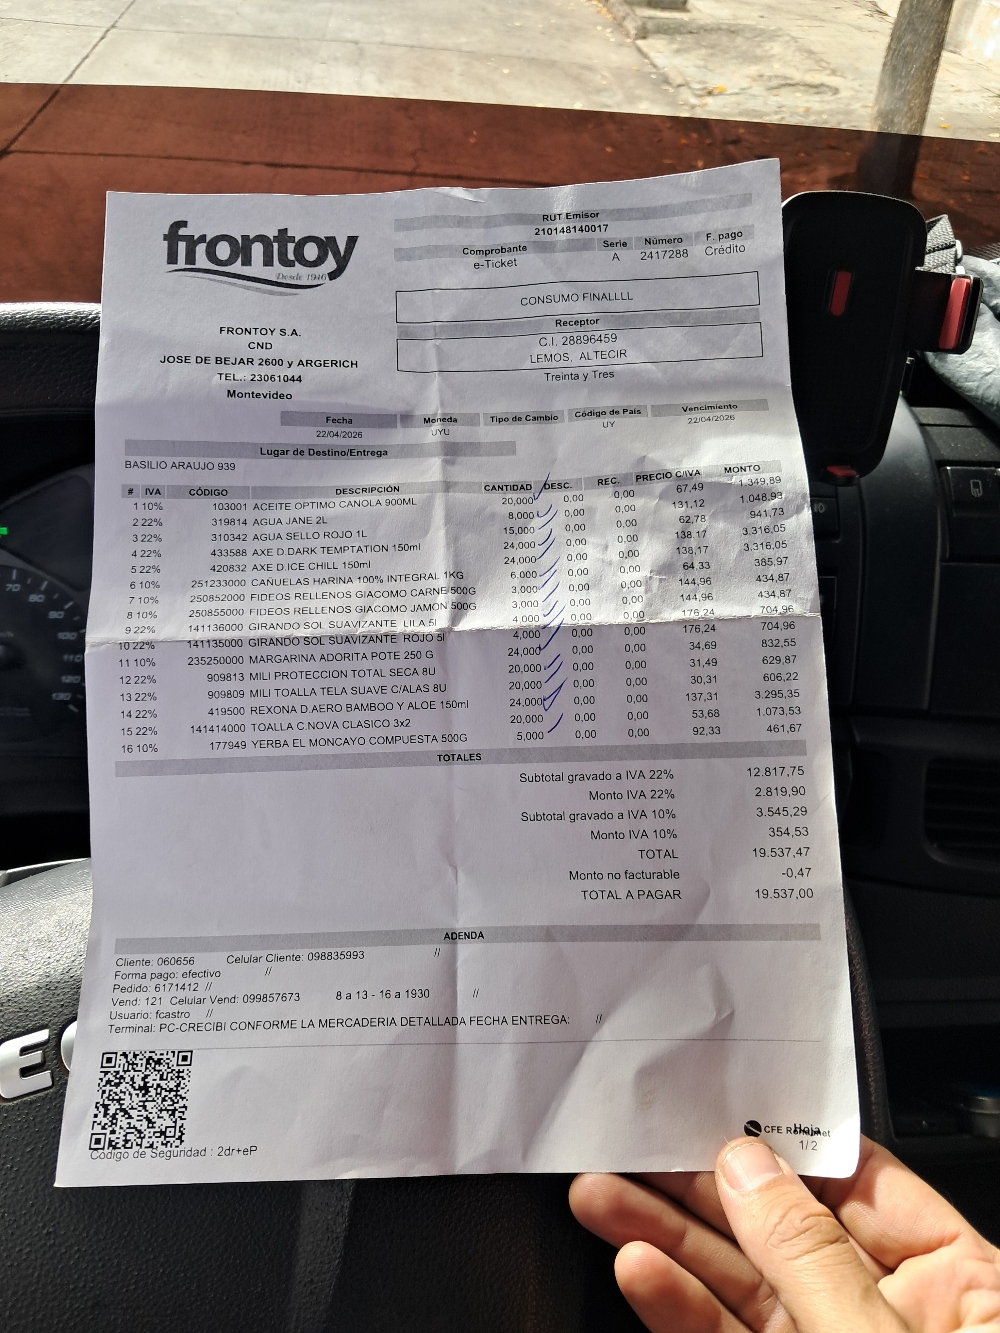 frontoy
Desde 1946
FRONTOY S.A.
CND
JOSE DE BEJAR 2600 y ARGERICH
TEL.: 23061044
Montevideo
RUT Emisor
210148140017
Comprobante Serie Número F. pago
e-Ticket A 2417288 Crédito
CONSUMO FINALLLL
Receptor
C.I. 28896459
LEMOS, ALTECIR
Treinta y Tres
Fecha Moneda Tipo de Cambio Código de País Vencimiento
22/04/2026 UYU UY 22/04/2026
Lugar de Destino/Entrega
BASILIO ARAUJO 939
# IVA CÓDIGO DESCRIPCIÓN CANTIDAD DESC. REC. PRECIO C/IVA MONTO
1 10% 103001 ACEITE OPTIMO CANOLA 900ML 20,000 0,00 0,00 67,49 1.349,89
2 22% 319814 AGUA JANE 2L 8,000 0,00 0,00 131,12 1.048,93
3 22% 310342 AGUA SELLO ROJO 1L 15,000 0,00 0,00 62,78 941,73
4 22% 433588 AXE D.DARK TEMPTATION 150ml 24,000 0,00 0,00 138,17 3.316,05
5 22% 420832 AXE D.ICE CHILL 150ml 24,000 0,00 0,00 138,17 3.316,05
6 10% 251233000 CAÑUELAS HARINA 100% INTEGRAL 1KG 6,000 0,00 0,00 64,33 385,97
7 10% 250852000 FIDEOS RELLENOS GIACOMO CARNE 500G 3,000 0,00 0,00 144,96 434,87
8 10% 250855000 FIDEOS RELLENOS GIACOMO JAMON 500G 3,000 0,00 0,00 144,96 434,87
9 22% 141136000 GIRANDO SOL SUAVIZANTE LILA 5l 4,000 0,00 0,00 176,24 704,96
10 22% 141135000 GIRANDO SOL SUAVIZANTE ROJO 5l 4,000 0,00 0,00 176,24 704,96
11 10% 235250000 MARGARINA ADORITA POTE 250 G 24,000 0,00 0,00 34,69 832,55
12 22% 909813 MILI PROTECCION TOTAL SECA 8U 20,000 0,00 0,00 31,49 629,87
13 22% 909809 MILI TOALLA TELA SUAVE C/ALAS 8U 20,000 0,00 0,00 30,31 606,22
14 22% 419500 REXONA D.AERO BAMBOO Y ALOE 150ml 24,000 0,00 0,00 137,31 3.295,35
15 22% 141414000 TOALLA C.NOVA CLASICO 3x2 20,000 0,00 0,00 53,68 1.073,53
16 10% 177949 YERBA EL MONCAYO COMPUESTA 500G 5,000 0,00 0,00 92,33 461,67
TOTALES
Subtotal gravado a IVA 22% 12.817,75
Monto IVA 22% 2.819,90
Subtotal gravado a IVA 10% 3.545,29
Monto IVA 10% 354,53
TOTAL 19.537,47
Monto no facturable -0,47
TOTAL A PAGAR 19.537,00
ADENDA
Cliente: 060656 Celular Cliente: 098835993 //
Forma pago: efectivo //
Pedido: 6171412 //
Vend: 121 Celular Vend: 099857673 8 a 13 - 16 a 1930 //
Usuario: fcastro //
Terminal: PC-CRECIBI CONFORME LA MERCADERIA DETALLADA FECHA ENTREGA: //
Código de Seguridad : 2dr+eP
CFE
Hoja
1/2